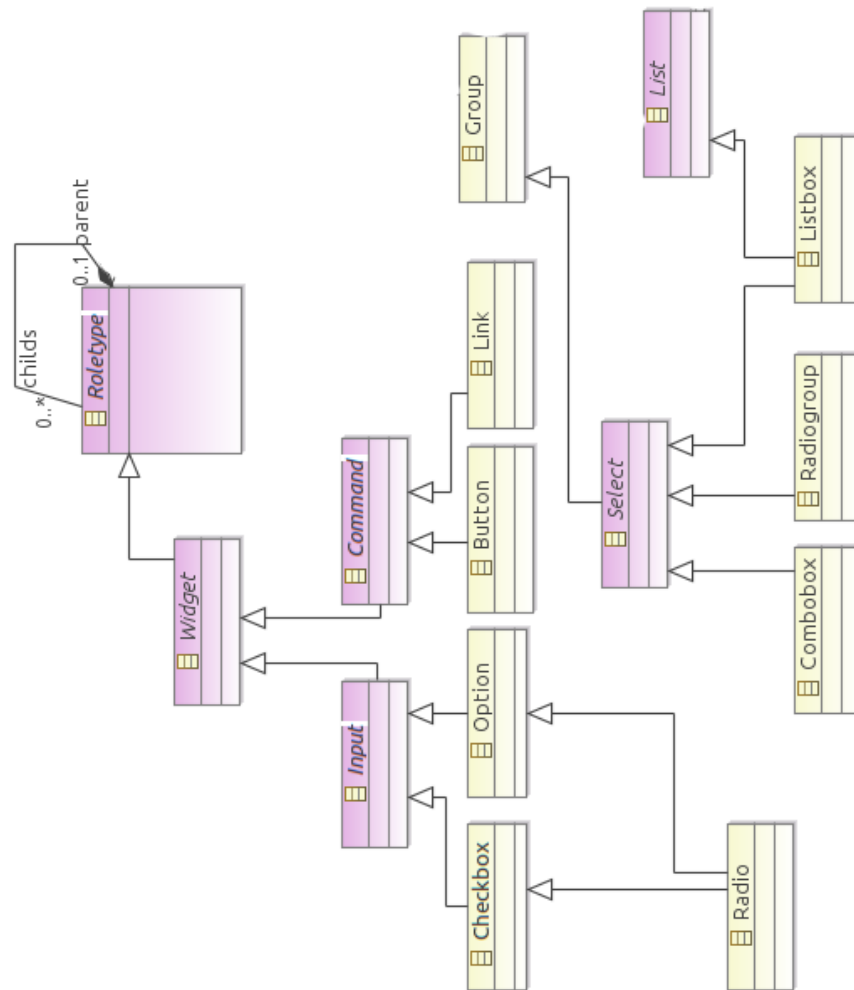 childs
0..*
0..1
parent
Roletype
Widget
Input
Command
Checkbox
Option
Button
Link
Group
Radio
Select
List
Combobox
Radiogroup
Listbox